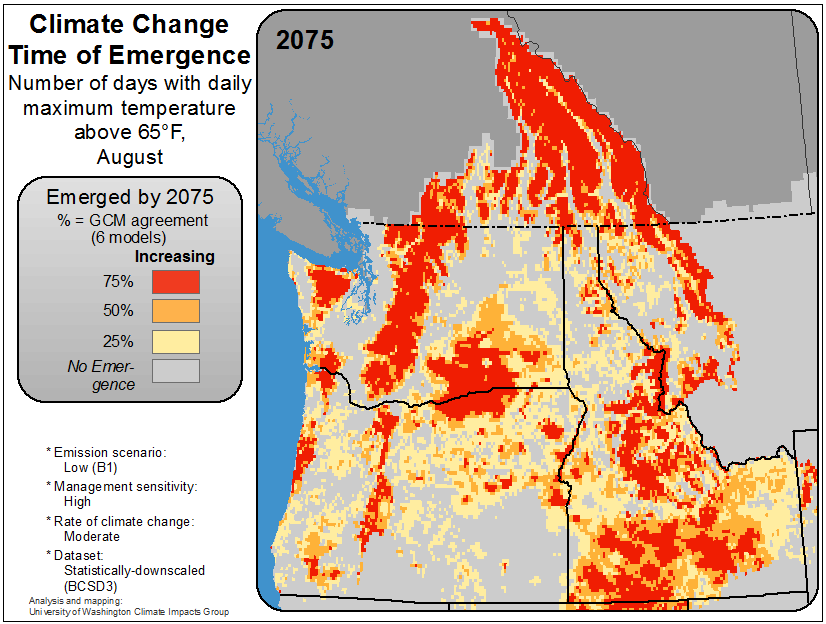 Climate Change
Time of Emergence
Number of days with daily
maximum temperature
above 65°F,
August
Emerged by 2075
% = GCM agreement
(6 models)
Increasing
75%
50%
25%
No Emer-
gence
* Emission scenario:
Low (B1)
* Management sensitivity:
High
* Rate of climate change:
Moderate
* Dataset:
Statistically-downscaled
(BCSD3)
Analysis and mapping:
University of Washington Climate Impacts Group
2075